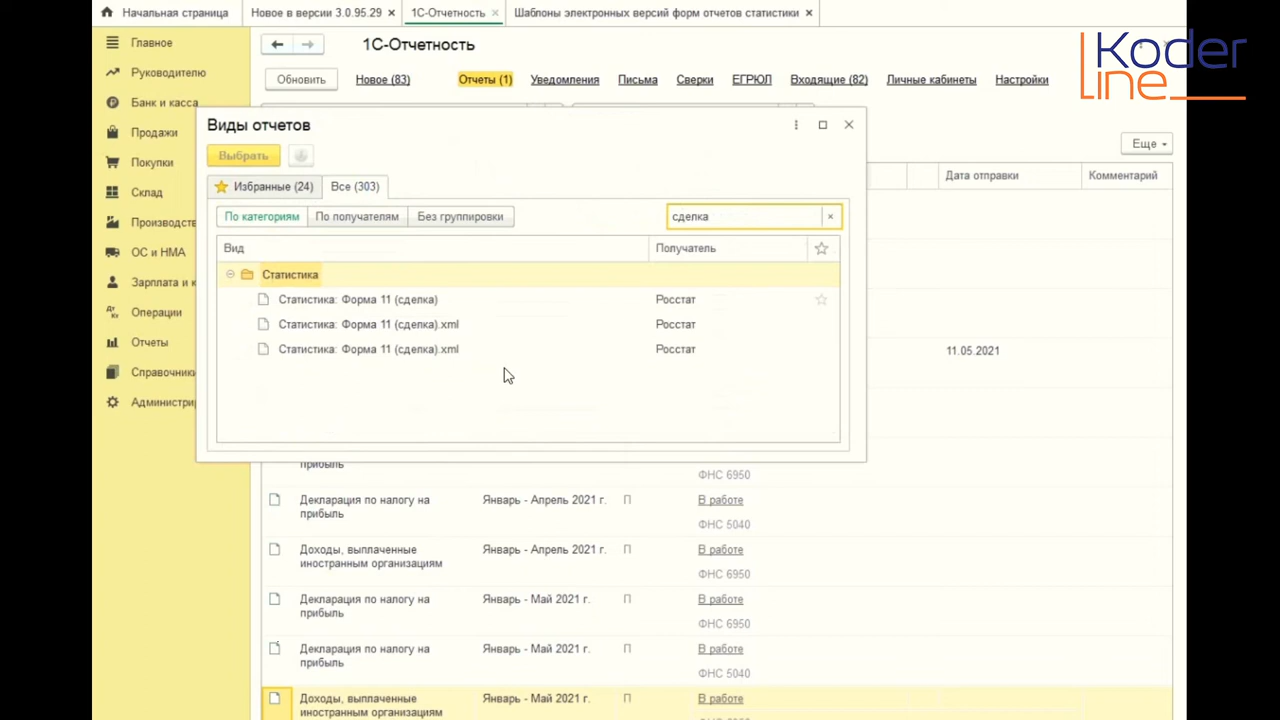 Начальная страница
Новое в версии 3.0.95.29 ×
1С-Отчетность ×
Шаблоны электронных версий форм отчетов статистики ×
Koder
line
Главное
Руководителю
Банк и касса
Продажи
Покупки
Склад
Производств
ОС и НМА
Зарплата и к
Операции
Отчеты
Справочники
Администри
1С-Отчетность
Обновить
Новое (83)
Отчеты (1)
Уведомления
Письма
Сверки
ЕГРЮЛ
Входящие (82)
Личные кабинеты
Настройки
Еще
Дата отправки
Комментарий
11.05.2021
Виды отчетов
Выбрать
Избранные (24)
Все (303)
По категориям
По получателям
Без группировки
сделка ×
Вид
Получатель
Статистика
Статистика: Форма 11 (сделка)
Росстат
Статистика: Форма 11 (сделка).xml
Росстат
Статистика: Форма 11 (сделка).xml
Росстат
прибыль
ФНС 6950
Декларация по налогу на
прибыль
Январь - Апрель 2021 г.
П
В работе
ФНС 5040
Доходы, выплаченные
иностранным организациям
Январь - Апрель 2021 г.
П
В работе
ФНС 6950
Декларация по налогу на
прибыль
Январь - Май 2021 г.
П
В работе
ФНС 6950
Декларация по налогу на
прибыль
Январь - Май 2021 г.
П
В работе
ФНС 5040
Доходы, выплаченные
иностранным организациям
Январь - Май 2021 г.
П
В работе